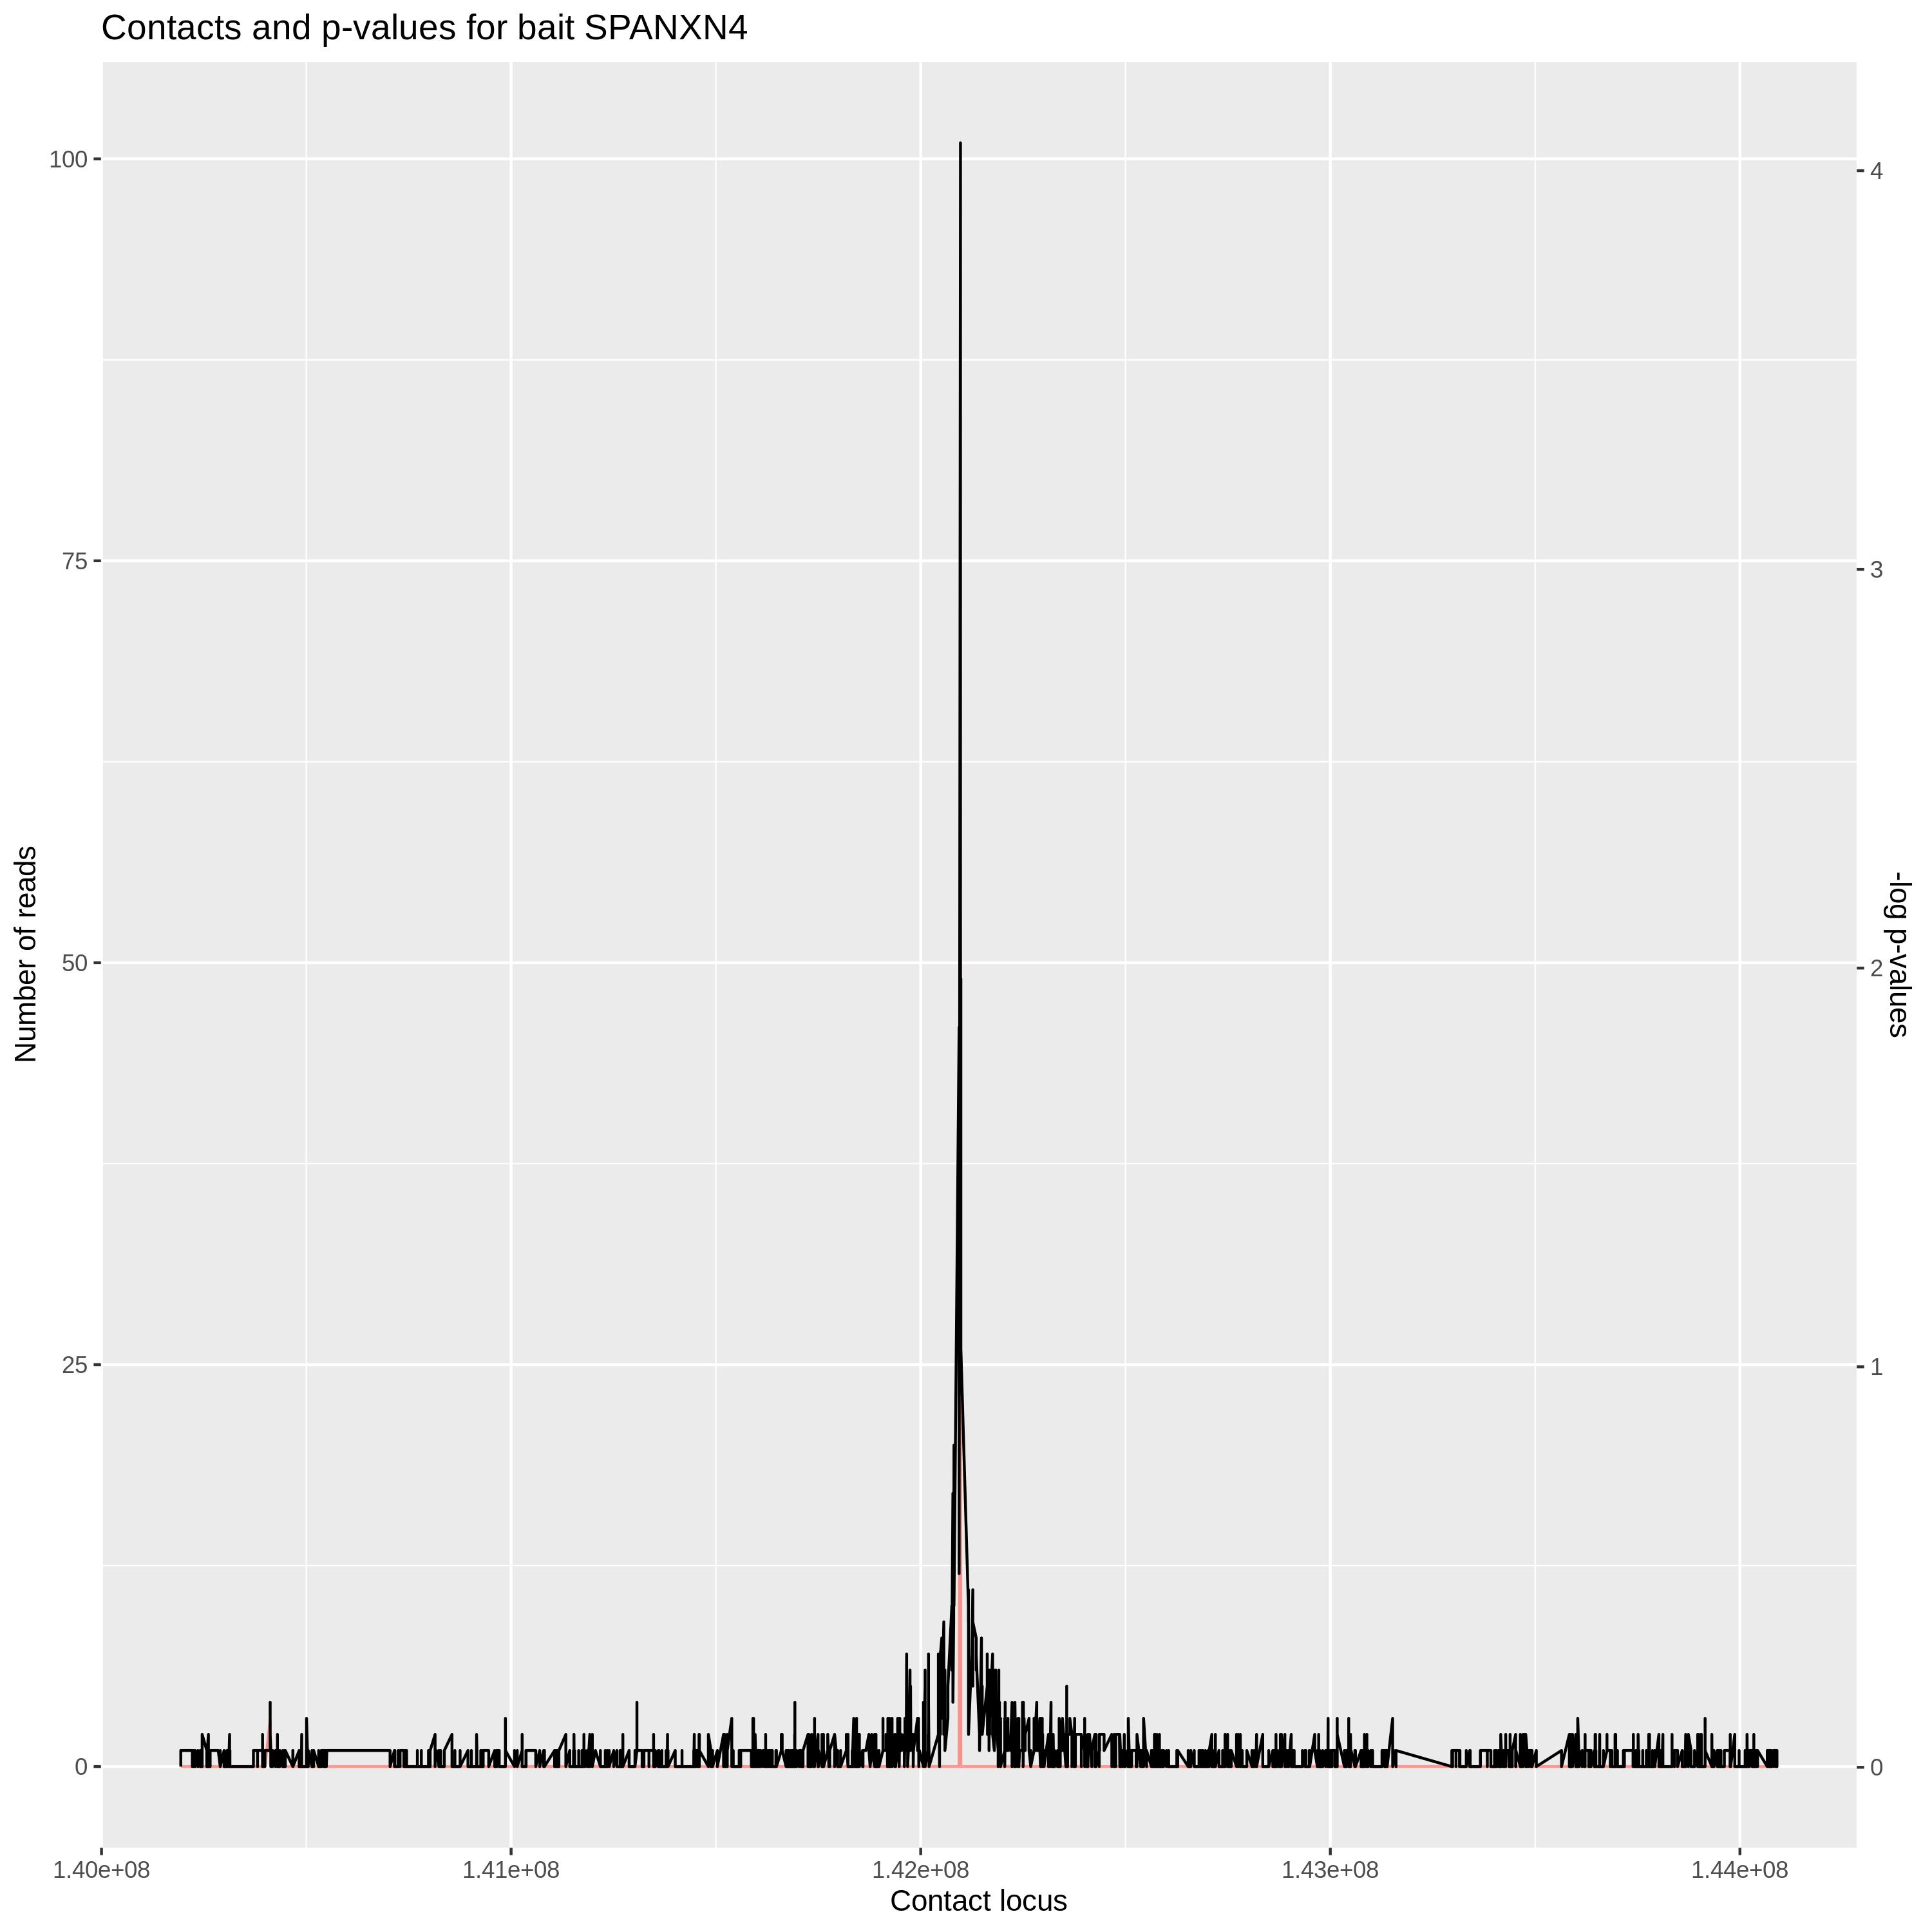 Contacts and p-values for bait SPANXN4
100
75
50
25
0
Number of reads
4
3
2
1
0
-log p-values
1.40e+08
1.41e+08
1.42e+08
1.43e+08
1.44e+08
Contact locus